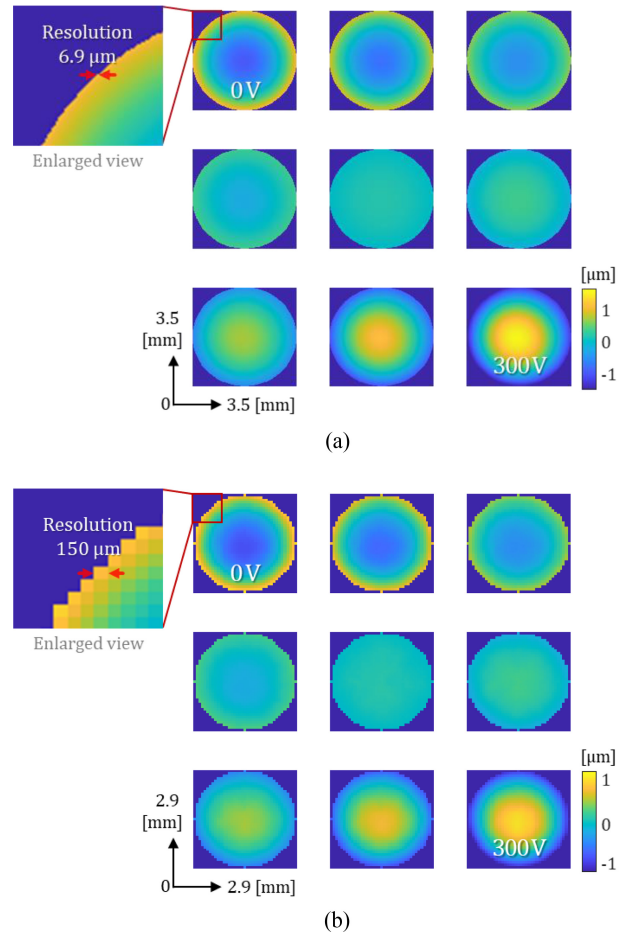 Resolution
6.9 μm
Enlarged view
0V
[μm]
1
0
-1
300V
3.5
[mm]
0
3.5 [mm]
(a)
Resolution
150 μm
Enlarged view
0V
[μm]
1
0
-1
300V
2.9
[mm]
0
2.9 [mm]
(b)